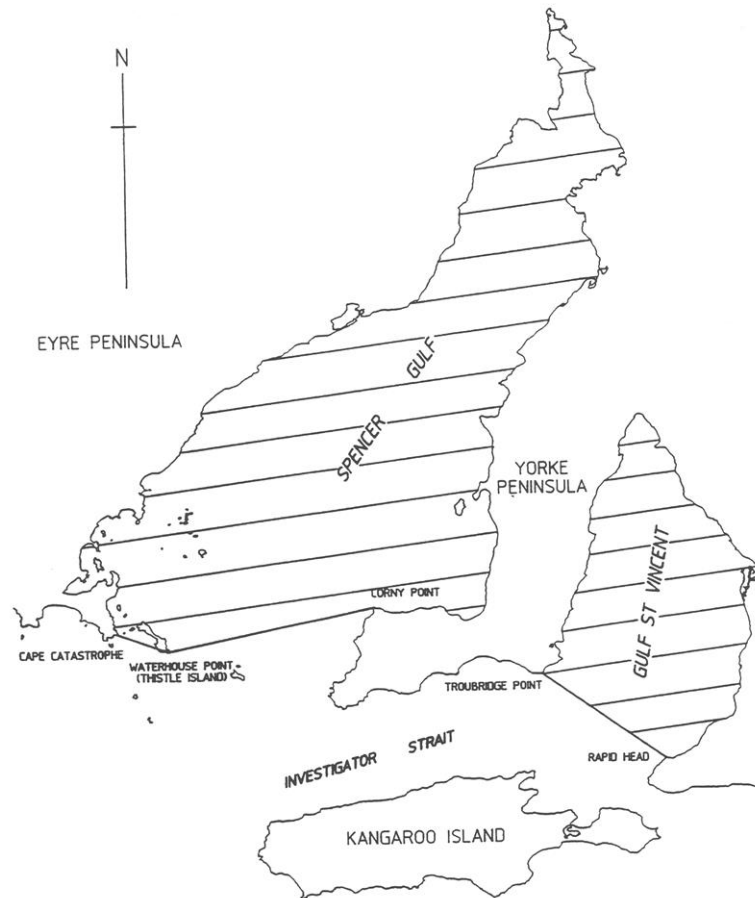 N
EYRE PENINSULA
SPENCER GULF
YORKE
PENINSULA
GULF ST VINCENT
CORNY POINT
CAPE CATASTROPHE
WATERHOUSE POINT
(THISTLE ISLAND)
TROUBRIDGE POINT
INVESTIGATOR STRAIT
RAPID HEAD
KANGAROO ISLAND